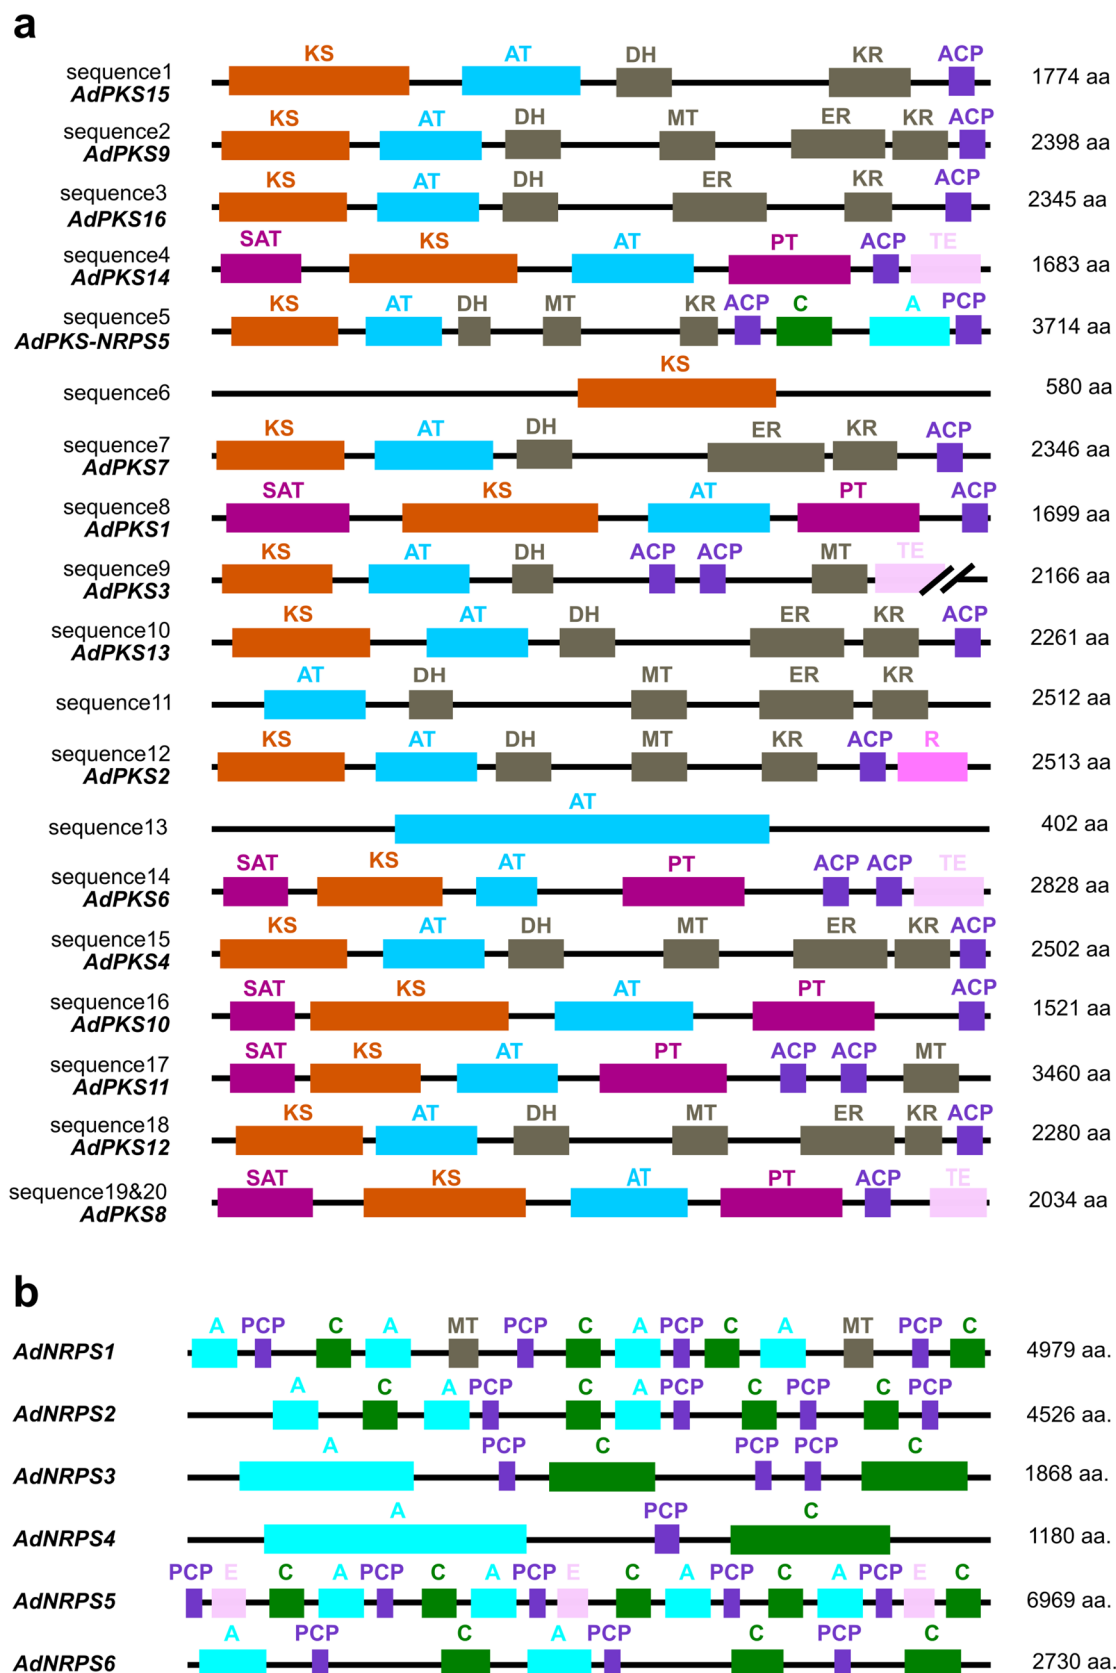 a
KS AT DH KR ACP
sequence1 1774 aa
AdPKS15
KS AT DH MT ER KR ACP
sequence2 2398 aa
AdPKS9
KS AT DH ER KR ACP
sequence3 2345 aa
AdPKS16
SAT KS AT PT ACP TE
sequence4 1683 aa
AdPKS14
KS AT DH MT KR ACP C A PCP
sequence5 3714 aa
AdPKS-NRPS5
KS
sequence6 580 aa
KS AT DH ER KR ACP
sequence7 2346 aa
AdPKS7
SAT KS AT PT ACP
sequence8 1699 aa
AdPKS1
KS AT DH ACP ACP MT TE
sequence9 2166 aa
AdPKS3
KS AT DH ER KR ACP
sequence10 2261 aa
AdPKS13
AT DH MT ER KR
sequence11 2512 aa
KS AT DH MT KR ACP R
sequence12 2513 aa
AdPKS2
AT
sequence13 402 aa
SAT KS AT PT ACP ACP TE
sequence14 2828 aa
AdPKS6
KS AT DH MT ER KR ACP
sequence15 2502 aa
AdPKS4
SAT KS AT PT ACP
sequence16 1521 aa
AdPKS10
SAT KS AT PT ACP ACP MT
sequence17 3460 aa
AdPKS11
KS AT DH MT ER KR ACP
sequence18 2280 aa
AdPKS12
SAT KS AT PT ACP TE
sequence19&20 2034 aa
AdPKS8
b
A PCP C A MT PCP C A PCP C A MT PCP C
AdNRPS1 4979 aa.
A C A PCP C A PCP C PCP C PCP
AdNRPS2 4526 aa.
A PCP C PCP PCP C
AdNRPS3 1868 aa.
A PCP C
AdNRPS4 1180 aa.
PCP E C A PCP C A PCP E C A PCP C A PCP E C
AdNRPS5 6969 aa.
A PCP C A PCP C PCP C
AdNRPS6 2730 aa.